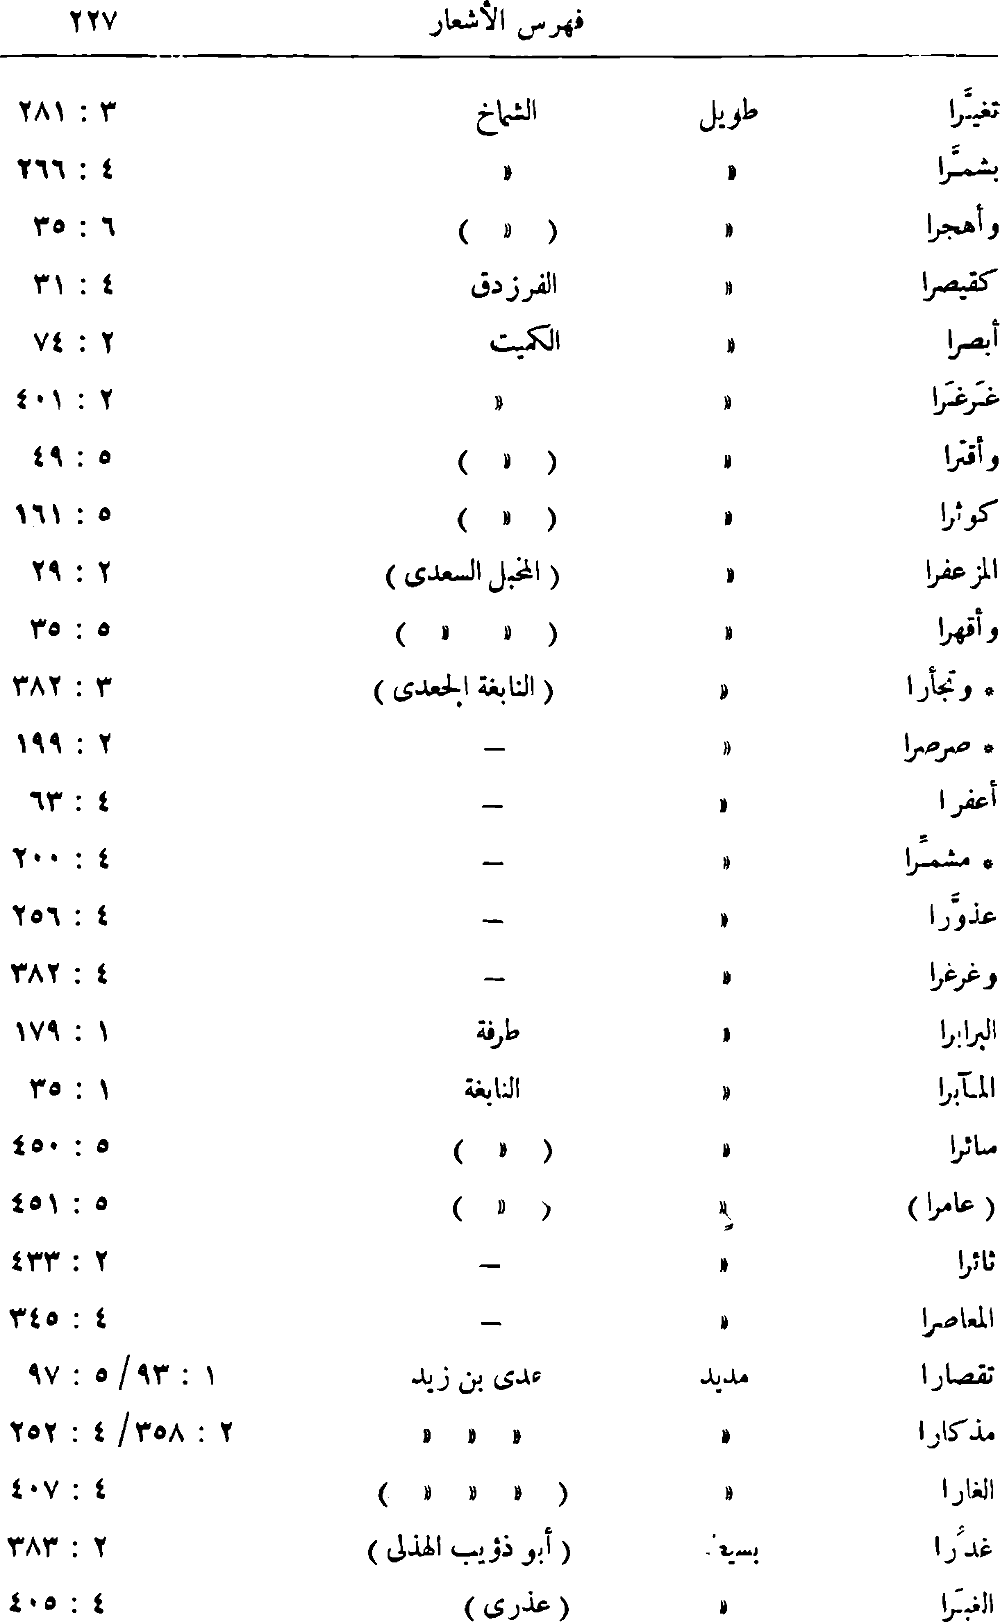 فهرس الأشعار ٢٢٧
تغيَّرا طويل الشماخ ٣ : ٢٨١
بشمَّرا » » ٤ : ٢٦٦
وأهجرا » ( » ) ٦ : ٣٥
كقيصرا » الفرزدق ٤ : ٣١
أبصرا » الكميت ٢ : ٧٤
غَرغَرا » » ٢ : ٤٠١
وأقترا » ( » ) ٥ : ٤٩
كوثرا » ( » ) ٥ : ١٦١
المزعفرا » ( المخبل السعدى ) ٢ : ٢٩
وأقهرا » ( » » ) ٥ : ٣٥
* وتجأرا » ( النابغة الجعدى ) ٣ : ٣٨٢
* صرصرا » — ٢ : ١٩٩
أعفرا » — ٤ : ٦٣
* مشمَّرا » — ٤ : ٢٠٠
عذوَّرا » — ٤ : ٢٥٦
وغرغرا » — ٤ : ٣٨٢
البرابرا » طرفة ١ : ١٧٩
المـآبرا » النابغة ١ : ٣٥
سائرا » ( » ) ٥ : ٤٥٠
( عامرا ) » ( » ) ٥ : ٤٥١
ثائرا » — ٢ : ٤٣٣
المعاصرا » — ٤ : ٣٤٥
تقصارا مديد عدى بن زيد ١ : ٩٣ / ٥ : ٩٧
مذكارا » » » » ٢ : ٣٥٨ / ٤ : ٢٥٢
الغارا » ( » » » ) ٤ : ٤٠٧
غدُرا بسيط ( أبو ذؤيب الهذلى ) ٢ : ٣٨٣
الغبَرا » ( عذرى ) ٤ : ٤٠٥